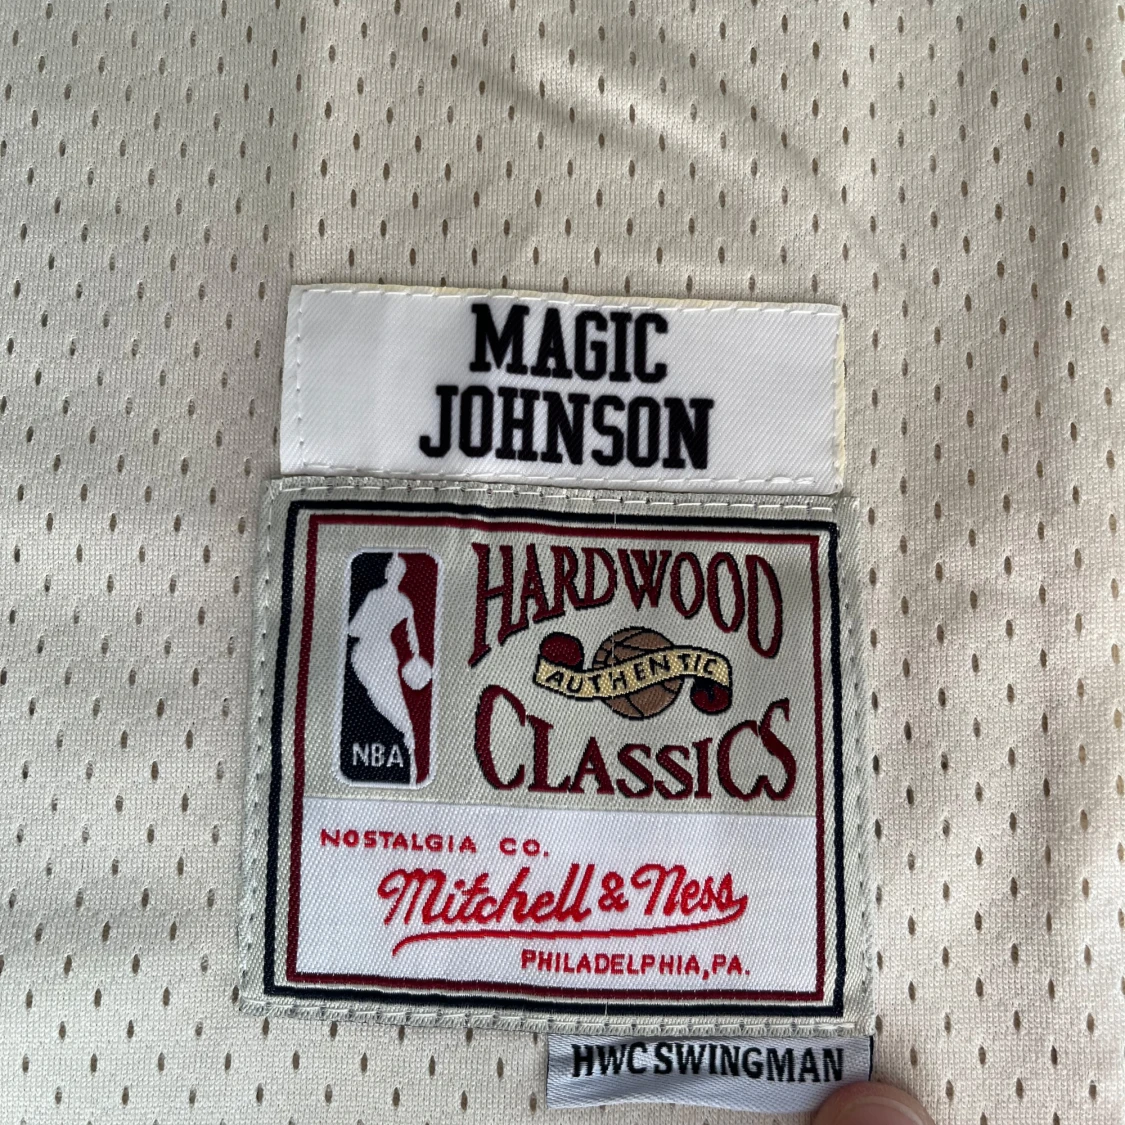 MAGIC
JOHNSON
HARDWOOD
AUTHENTIC
CLASSICS
NBA
NOSTALGIA CO.
Mitchell & Ness
PHILADELPHIA, PA.
HWC SWINGMAN